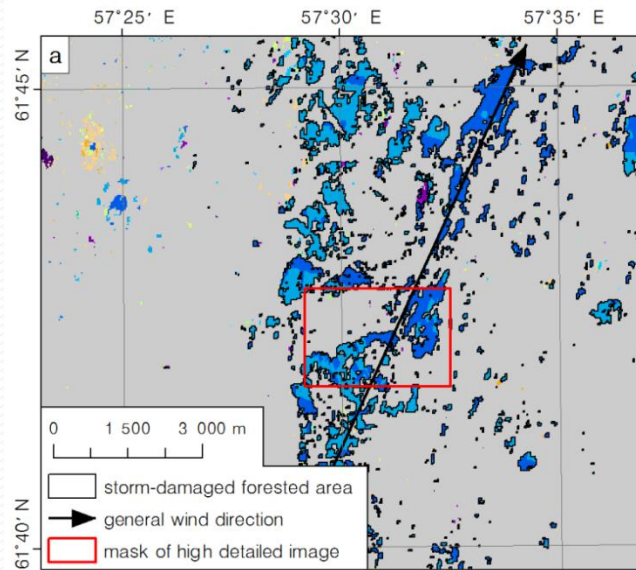 57°25′ E 57°30′ E 57°35′ E
a
61°45′ N
0 1 500 3 000 m
storm-damaged forested area
general wind direction
mask of high detailed image
61°40′ N